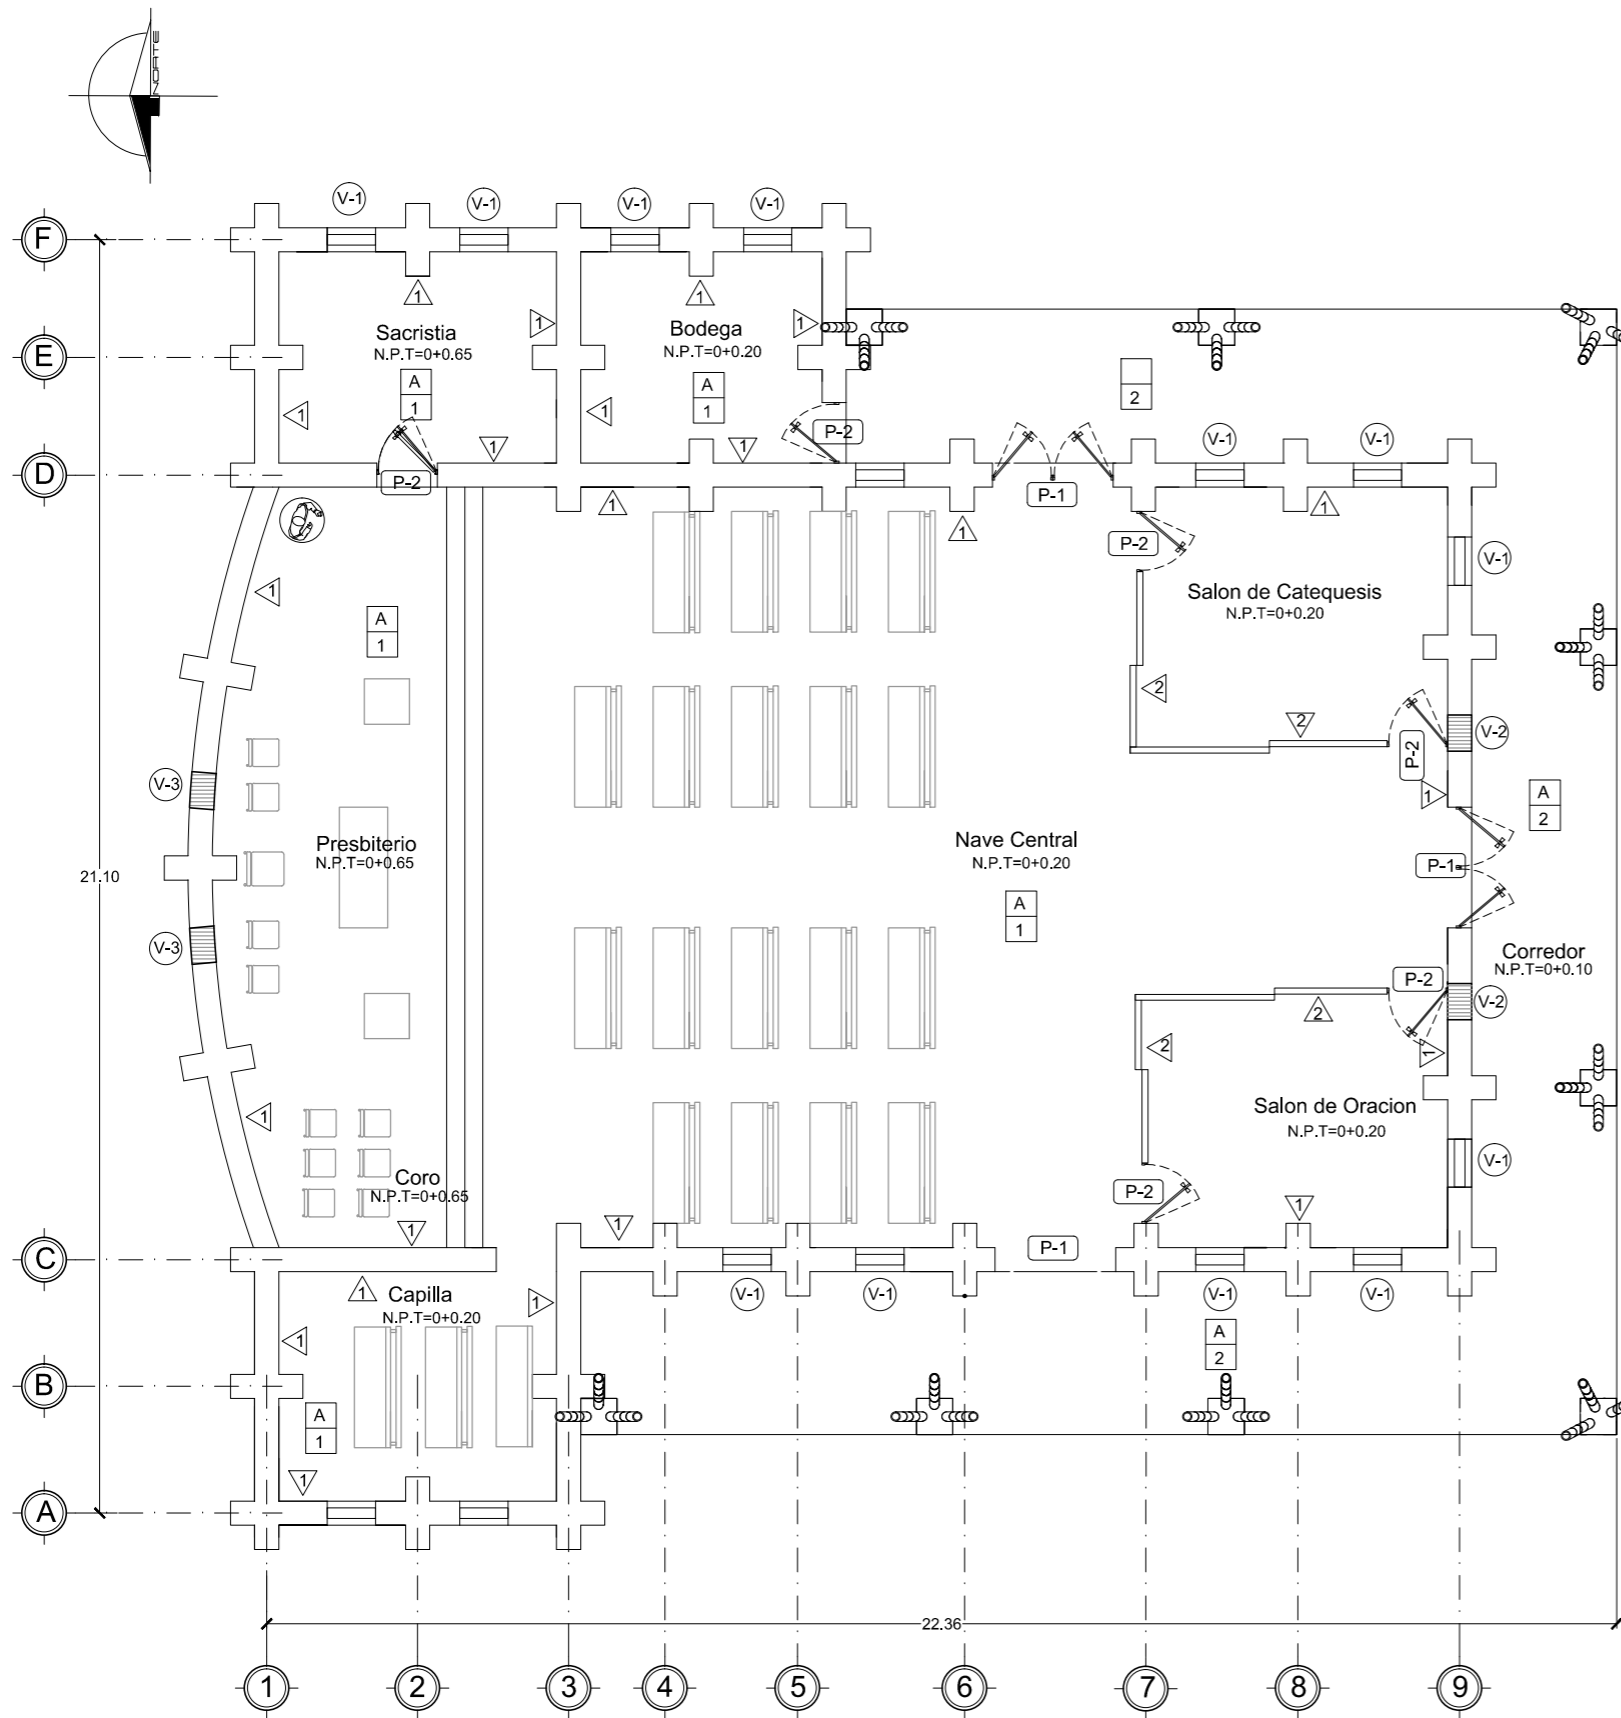 NORTE
V-1
V-1
V-1
V-1
F
1
1
1
1
Sacristia
N.P.T=0+0.65
Bodega
N.P.T=0+0.20
E
A
1
A
1
2
1
1
P-2
V-1
V-1
1
1
D
P-2
P-1
1
1
1
P-2
V-1
1
Salon de Catequesis
N.P.T=0+0.20
A
1
2
2
V-2
P-2
V-3
1
A
2
Presbiterio
N.P.T=0+0.65
Nave Central
N.P.T=0+0.20
P-1
21.10
A
1
V-3
Corredor
N.P.T=0+0.10
P-2
V-2
2
2
1
1
Salon de Oracion
N.P.T=0+0.20
V-1
Coro
N.P.T=0+0.65
P-2
1
1
1
C
P-1
1
Capilla
N.P.T=0+0.20
1
V-1
V-1
V-1
V-1
1
A
2
B
A
1
1
A
22.36
1
2
3
4
5
6
7
8
9